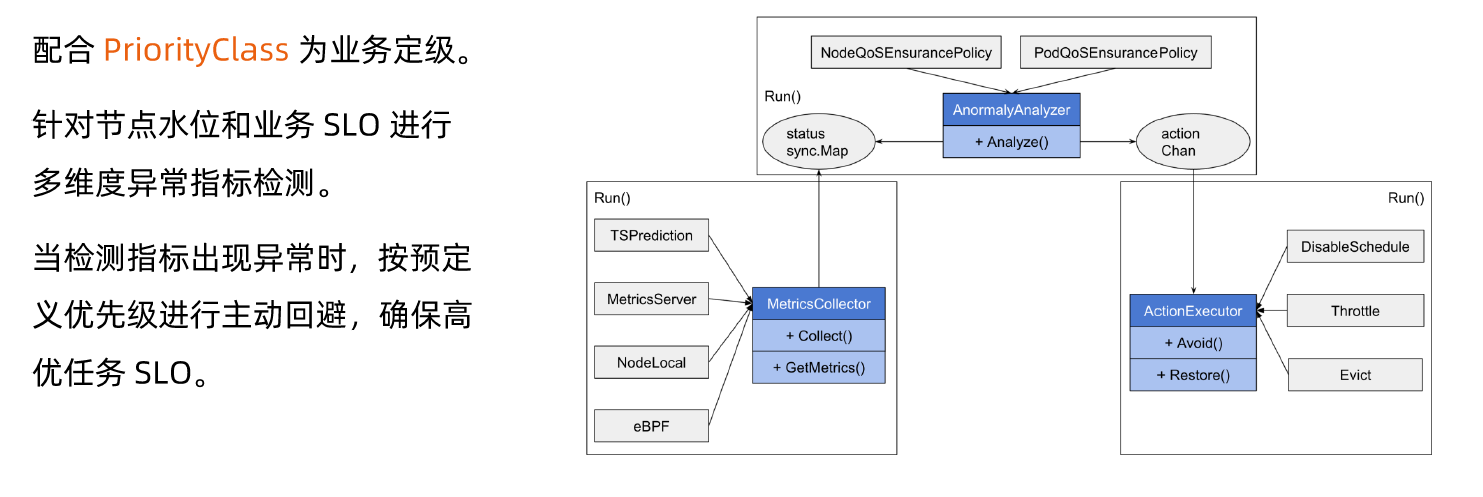 配合 PriorityClass 为业务定级。
针对节点水位和业务 SLO 进行
多维度异常指标检测。
当检测指标出现异常时，按预定
义优先级进行主动回避，确保高
优任务 SLO。
NodeQoSEnsurancePolicy
PodQoSEnsurancePolicy
Run()
AnormalyAnalyzer
+ Analyze()
status
sync.Map
action
Chan
Run()
TSPrediction
MetricsServer
NodeLocal
eBPF
MetricsCollector
+ Collect()
+ GetMetrics()
Run()
DisableSchedule
Throttle
Evict
ActionExecutor
+ Avoid()
+ Restore()